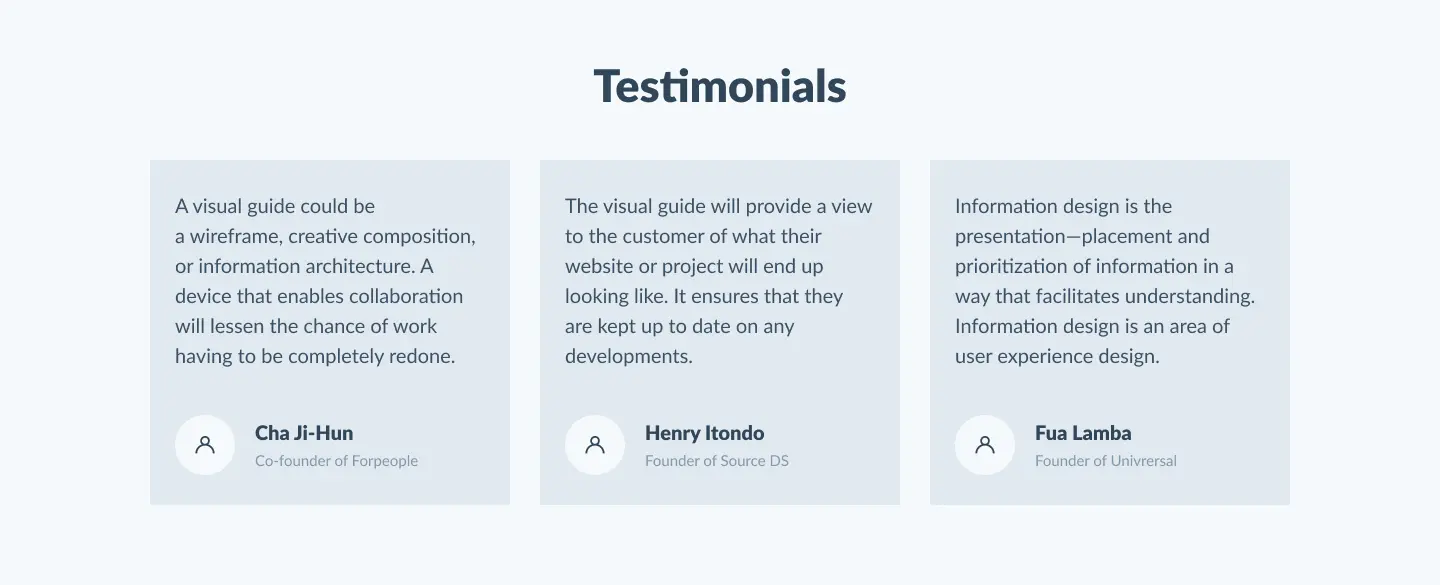 Testimonials
A visual guide could be
a wireframe, creative composition,
or information architecture. A
device that enables collaboration
will lessen the chance of work
having to be completely redone.
Cha Ji-Hun
Co-founder of Forpeople
The visual guide will provide a view
to the customer of what their
website or project will end up
looking like. It ensures that they
are kept up to date on any
developments.
Henry Itondo
Founder of Source DS
Information design is the
presentation—placement and
prioritization of information in a
way that facilitates understanding.
Information design is an area of
user experience design.
Fua Lamba
Founder of Univrersal